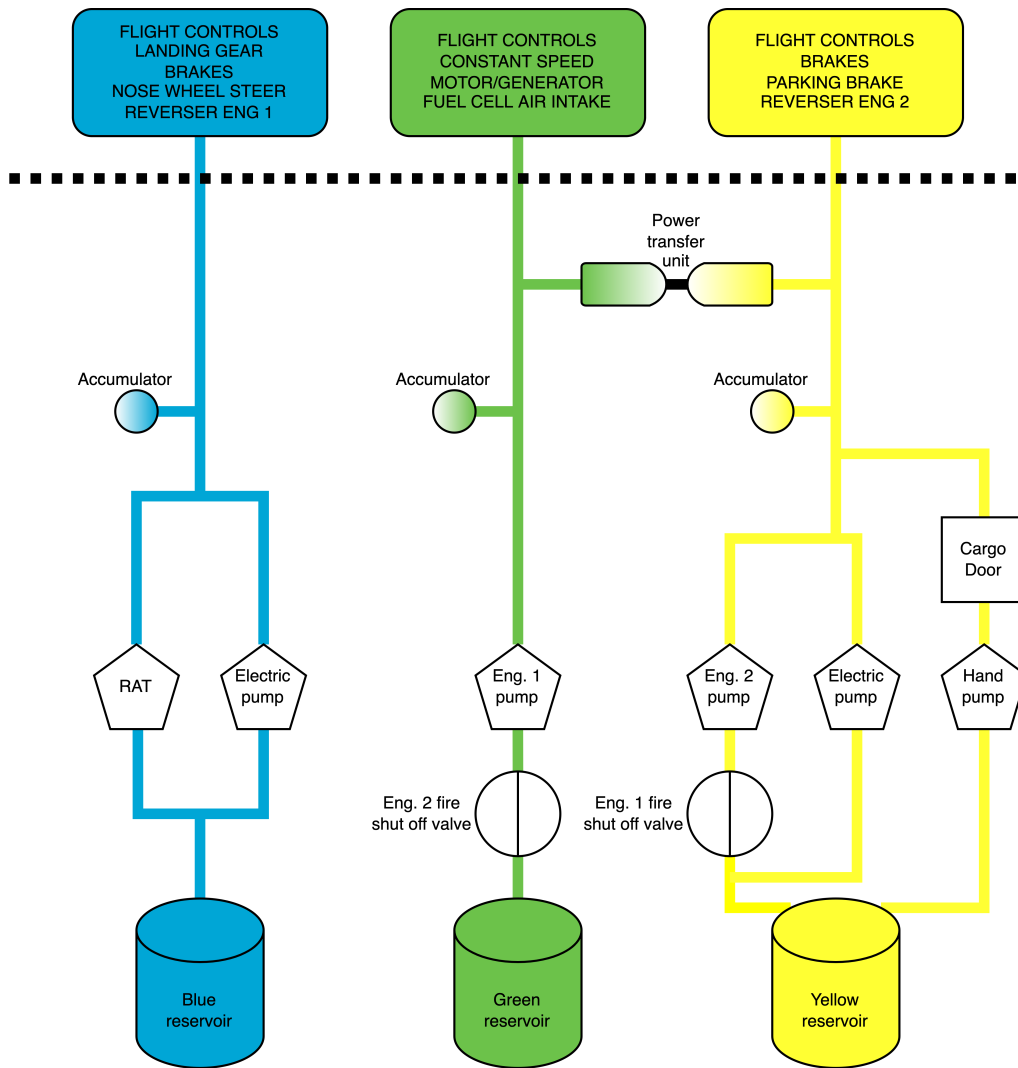 FLIGHT CONTROLS
LANDING GEAR
BRAKES
NOSE WHEEL STEER
REVERSER ENG 1
FLIGHT CONTROLS
CONSTANT SPEED
MOTOR/GENERATOR
FUEL CELL AIR INTAKE
FLIGHT CONTROLS
BRAKES
PARKING BRAKE
REVERSER ENG 2
Power
transfer
unit
Accumulator
Accumulator
Accumulator
Cargo
Door
RAT
Electric
pump
Eng. 1
pump
Eng. 2
pump
Electric
pump
Hand
pump
Eng. 2 fire
shut off valve
Eng. 1 fire
shut off valve
Blue
reservoir
Green
reservoir
Yellow
reservoir